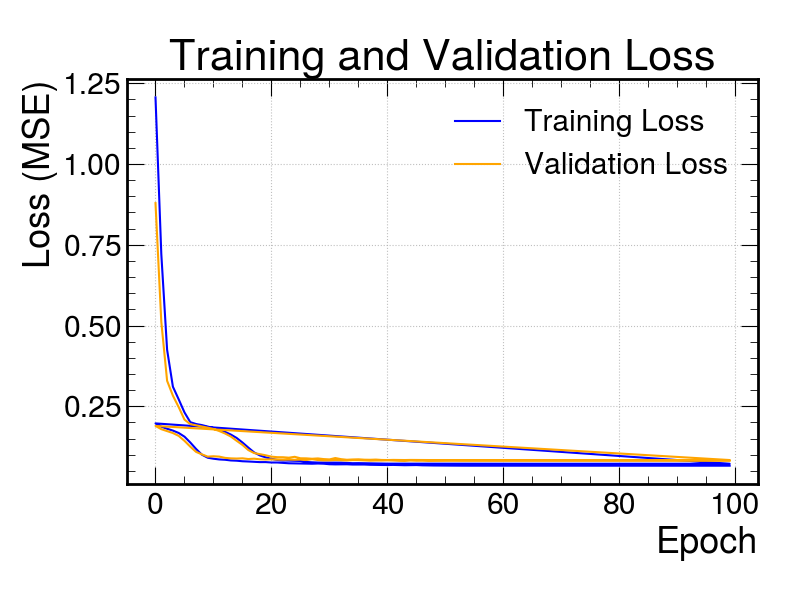 Training and Validation Loss
Loss (MSE)
1.25
1.00
0.75
0.50
0.25
Training Loss
Validation Loss
0 20 40 60 80 100
Epoch